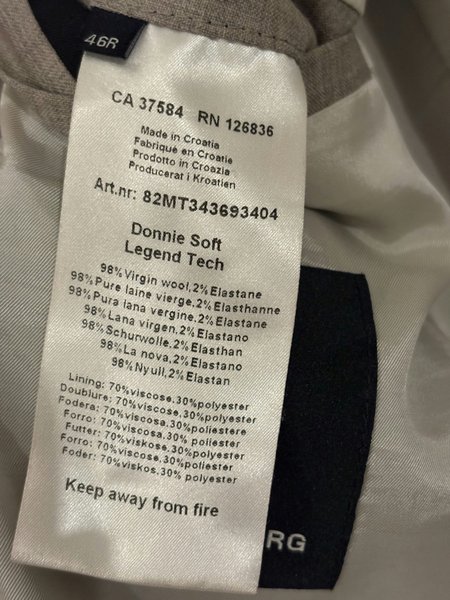 46R
CA 37584 RN 126836
Made in Croatia
Fabriqué en Croatie
Prodotto in Croazia
Producerat i Kroatien
Art.nr: 82MT343693404
Donnie Soft
Legend Tech
98%Virgin wool,2%Elastane
98%Pure laine vierge,2%Elasthanne
98%Pura lana vergine,2%Elastane
98%Lana virgen,2%Elastano
98%Schurwolle,2%Elasthan
98%La nova,2%Elastano
98%Nyull,2%Elastan
Lining: 70%viscose,30%polyester
Doublure: 70%viscose,30%polyester
Fodera: 70%viscosa,30%poliestere
Forro: 70%viscosa,30%poliester
Futter: 70%viskose,30%polyester
Forro: 70%viscose,30%poliester
Foder: 70%viskos,30% polyester
Keep away from fire
RG